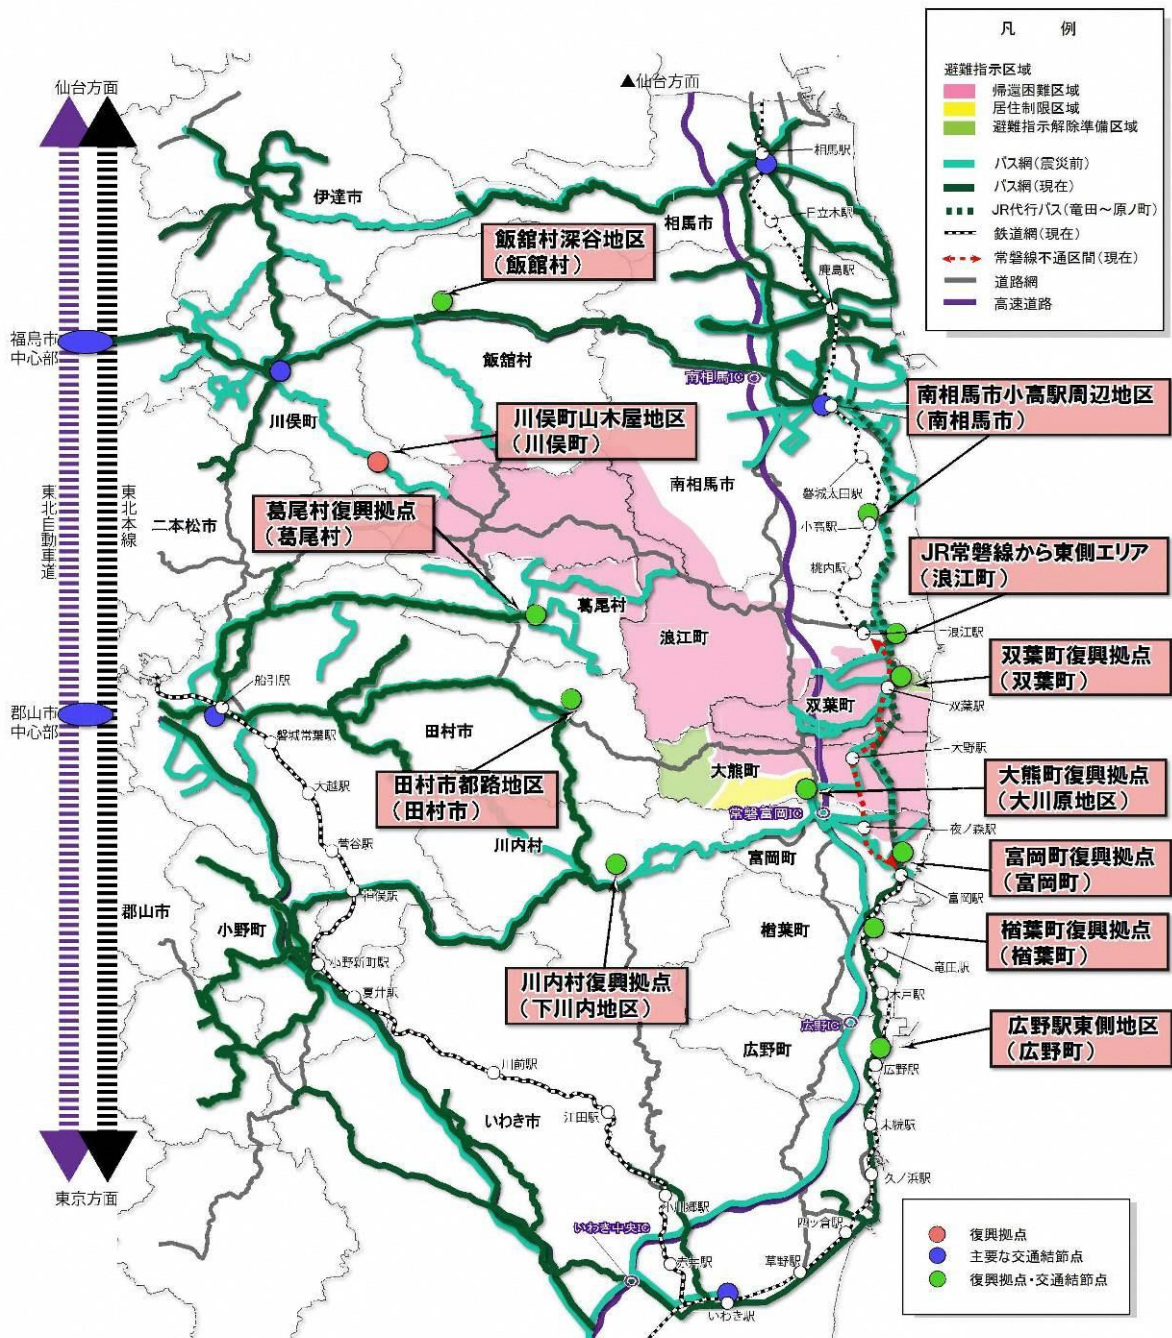 凡 例
避難指示区域
帰還困難区域
居住制限区域
避難指示解除準備区域
バス網(震災前)
バス網(現在)
JR代行バス(竜田~原ノ町)
鉄道網(現在)
常磐線不通区間(現在)
道路網
高速道路
仙台方面
▲仙台方面
相馬駅
伊達市
相馬市
日立木駅
飯舘村深谷地区
(飯舘村)
鹿島駅
福島市
中心部
飯舘村
南相馬IC
川俣町
川俣町山木屋地区
(川俣町)
南相馬市小高駅周辺地区
(南相馬市)
南相馬市
磐城太田駅
東北自動車道
東北本線
二本松市
葛尾村復興拠点
(葛尾村)
小高駅
桃内駅
JR常磐線から東側エリア
(浪江町)
葛尾村
浪江町
浪江駅
双葉町復興拠点
(双葉町)
船引駅
郡山市
中心部
双葉町
双葉駅
磐城常葉駅
田村市
大野駅
田村市都路地区
(田村市)
大熊町
大熊町復興拠点
(大川原地区)
大越駅
常磐富岡IC
夜ノ森駅
菅谷駅
川内村
富岡町
富岡町復興拠点
(富岡町)
神俣駅
富岡駅
郡山市
小野町
楢葉町
楢葉町復興拠点
(楢葉町)
小野新町駅
竜田駅
川内村復興拠点
(下川内地区)
夏井駅
木戸駅
広野IC
広野駅東側地区
(広野町)
広野町
川前駅
広野駅
いわき市
江田駅
末続駅
久ノ浜駅
東京方面
小川郷駅
四ッ倉駅
いわき中央IC
赤井駅
草野駅
いわき駅
復興拠点
主要な交通結節点
復興拠点・交通結節点